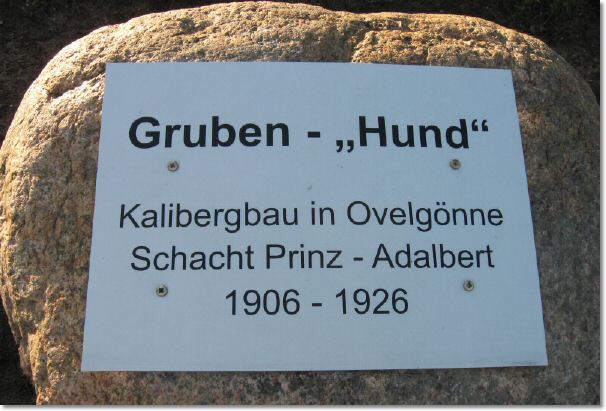 Gruben - „Hund“
Kalibergbau in Ovelgönne
Schacht Prinz - Adalbert
1906 - 1926